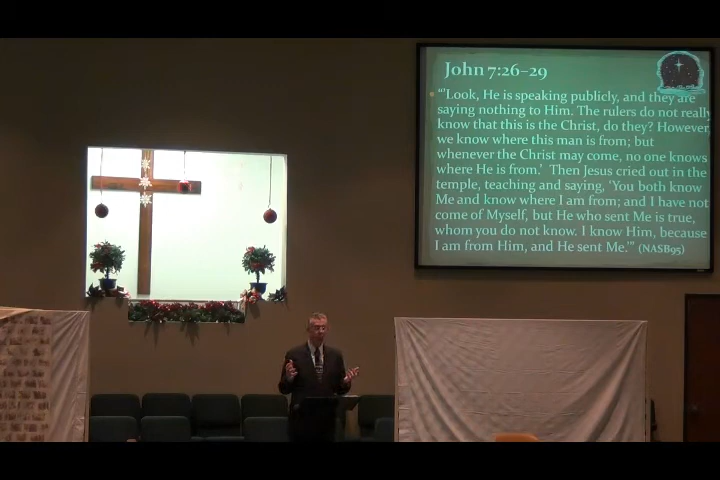 John 7:26–29
“‘Look, He is speaking publicly, and they are
saying nothing to Him. The rulers do not really
know that this is the Christ, do they? However,
we know where this man is from; but
whenever the Christ may come, no one knows
where He is from.’ Then Jesus cried out in the
temple, teaching and saying, ‘You both know
Me and know where I am from; and I have not
come of Myself, but He who sent Me is true,
whom you do not know. I know Him, because
I am from Him, and He sent Me.’” (NASB95)